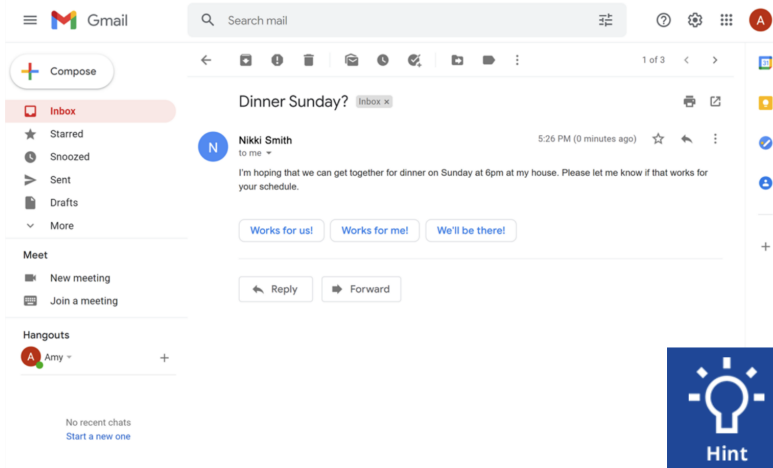 Gmail
Search mail
A
Compose
1 of 3
Inbox
Starred
Snoozed
Sent
Drafts
More
Dinner Sunday? Inbox ×
N
Nikki Smith
5:26 PM (0 minutes ago)
to me
I'm hoping that we can get together for dinner on Sunday at 6pm at my house. Please let me know if that works for
your schedule.
Works for us! Works for me! We'll be there!
Reply Forward
Meet
New meeting
Join a meeting
Hangouts
A Amy
No recent chats
Start a new one
31
Hint